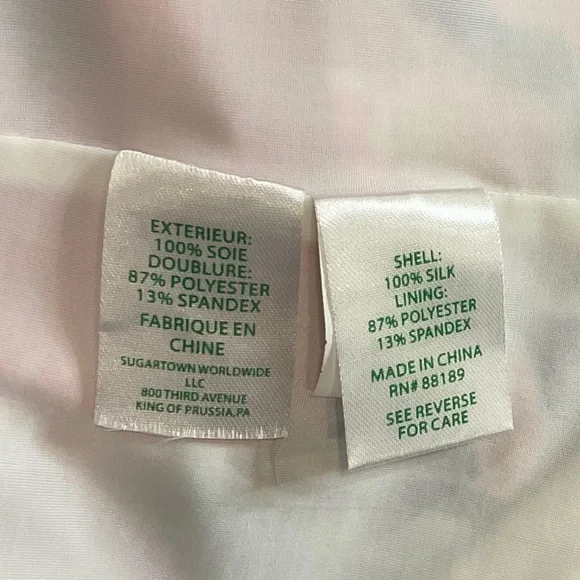 EXTERIEUR:
100% SOIE
DOUBLURE:
87% POLYESTER
13% SPANDEX
FABRIQUE EN
CHINE
SUGARTOWN WORLDWIDE
LLC
800 THIRD AVENUE
KING OF PRUSSIA,PA
SHELL:
100% SILK
LINING:
87% POLYESTER
13% SPANDEX
MADE IN CHINA
RN# 88189
SEE REVERSE
FOR CARE